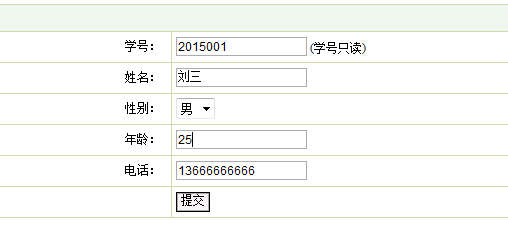 学号： 2015001 (学号只读)
姓名： 刘三
性别： 男
年龄： 25
电话： 13666666666
提交